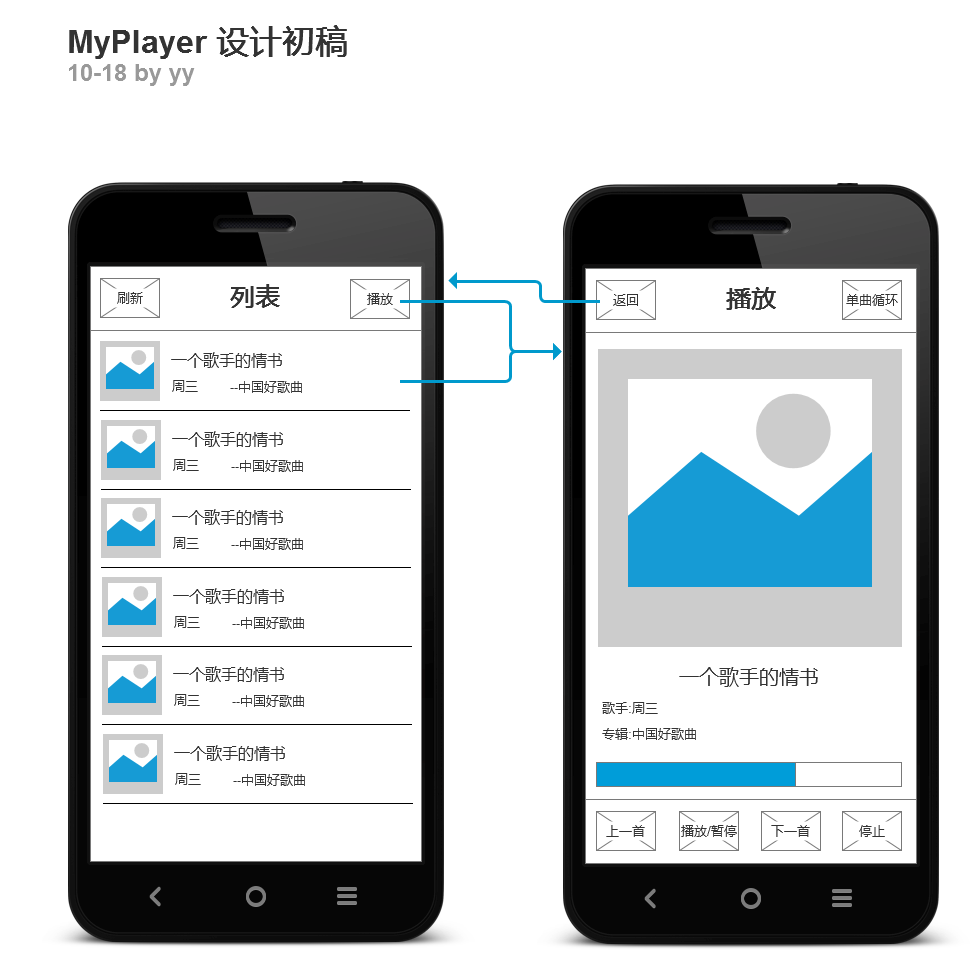 MyPlayer 设计初稿
10-18 by yy
刷新
列表
播放
一个歌手的情书
周三 --中国好歌曲
一个歌手的情书
周三 --中国好歌曲
一个歌手的情书
周三 --中国好歌曲
一个歌手的情书
周三 --中国好歌曲
一个歌手的情书
周三 --中国好歌曲
一个歌手的情书
周三 --中国好歌曲
返回
播放
单曲循环
一个歌手的情书
歌手:周三
专辑:中国好歌曲
上一首
播放/暂停
下一首
停止